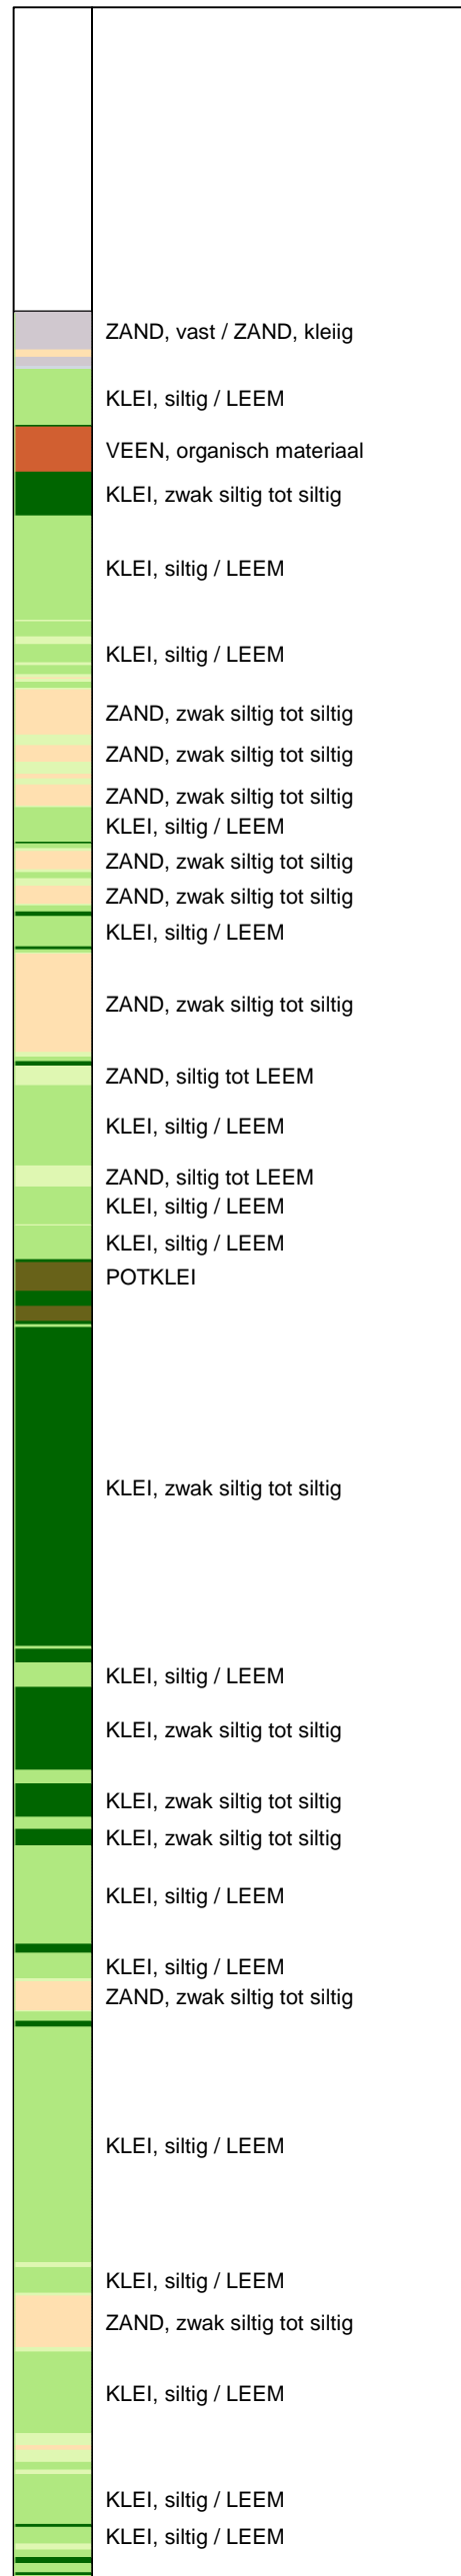 ZAND, vast / ZAND, kleiig
KLEI, siltig / LEEM
VEEN, organisch materiaal
KLEI, zwak siltig tot siltig
KLEI, siltig / LEEM
KLEI, siltig / LEEM
ZAND, zwak siltig tot siltig
ZAND, zwak siltig tot siltig
ZAND, zwak siltig tot siltig
KLEI, siltig / LEEM
ZAND, zwak siltig tot siltig
ZAND, zwak siltig tot siltig
KLEI, siltig / LEEM
ZAND, zwak siltig tot siltig
ZAND, siltig tot LEEM
KLEI, siltig / LEEM
ZAND, siltig tot LEEM
KLEI, siltig / LEEM
KLEI, siltig / LEEM
POTKLEI
KLEI, zwak siltig tot siltig
KLEI, siltig / LEEM
KLEI, zwak siltig tot siltig
KLEI, zwak siltig tot siltig
KLEI, zwak siltig tot siltig
KLEI, siltig / LEEM
KLEI, siltig / LEEM
ZAND, zwak siltig tot siltig
KLEI, siltig / LEEM
KLEI, siltig / LEEM
ZAND, zwak siltig tot siltig
KLEI, siltig / LEEM
KLEI, siltig / LEEM
KLEI, siltig / LEEM